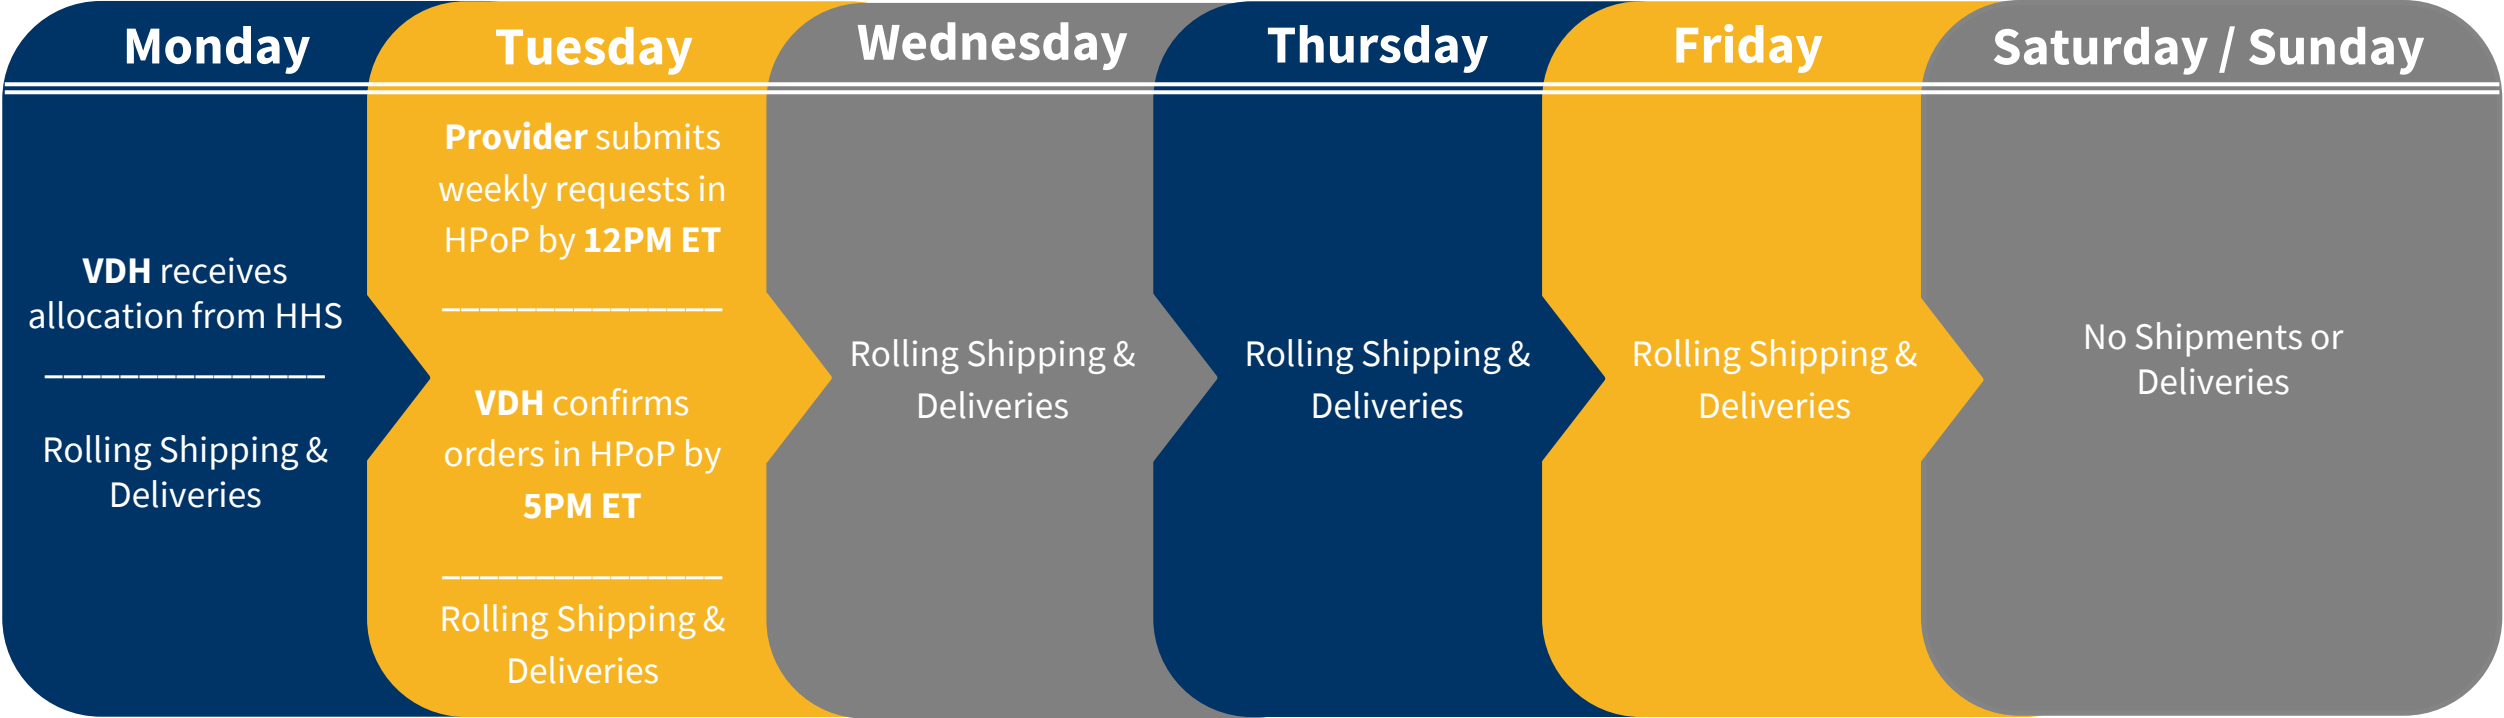 Monday
VDH receives
allocation from HHS
_______________
Rolling Shipping &
Deliveries
Tuesday
Provider submits
weekly requests in
HPoP by 12PM ET
_______________
VDH confirms
orders in HPoP by
5PM ET
_______________
Rolling Shipping &
Deliveries
Wednesday
Rolling Shipping &
Deliveries
Thursday
Rolling Shipping &
Deliveries
Friday
Rolling Shipping &
Deliveries
Saturday/Sunday
No Shipments or
Deliveries